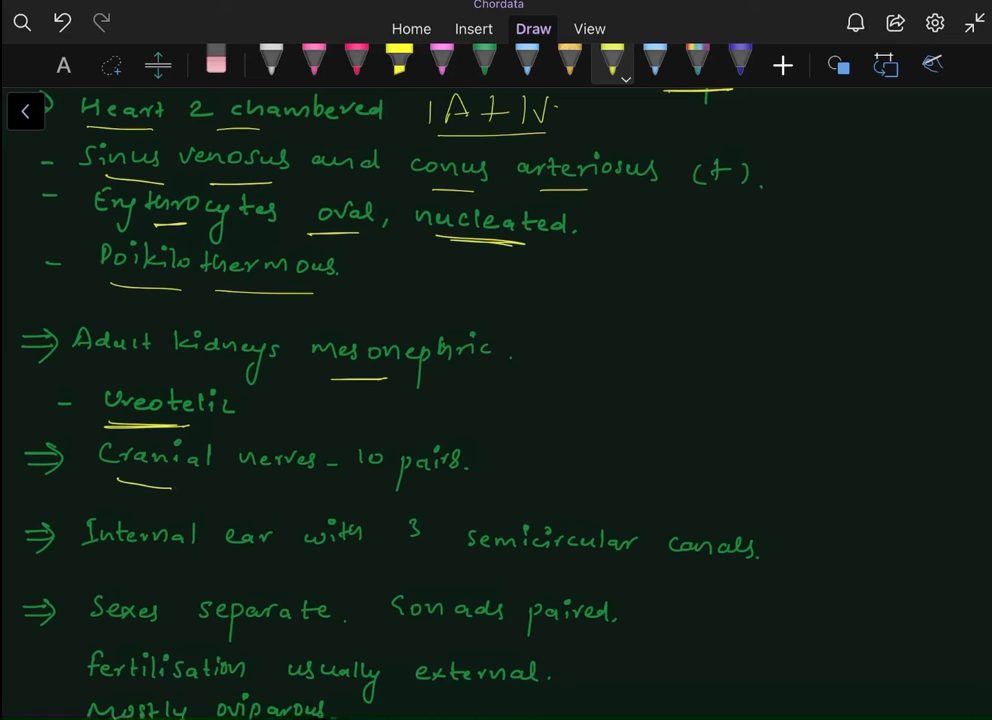 Chordata
Home Insert Draw View
Heart 2 chambered 1A+1V
- Sinus venosus and conus arteriosus (+).
- Erythrocytes oval, nucleated.
- Poikilothermous.
⇒ Adult kidneys mesonephric.
- Ureotelic
⇒ Cranial nerves - 10 pairs.
⇒ Internal ear with 3 semicircular canals.
⇒ Sexes separate. Gonads paired.
fertilisation usually external.
Mostly oviparous.